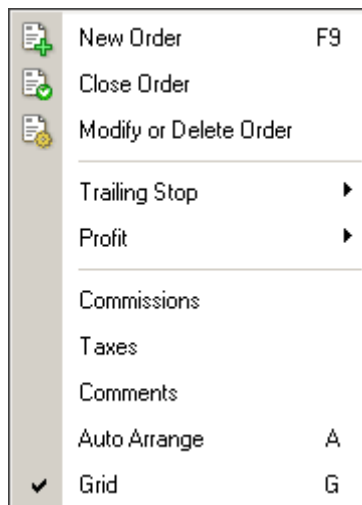 New Order F9
Close Order
Modify or Delete Order
Trailing Stop
Profit
Commissions
Taxes
Comments
Auto Arrange A
Grid G